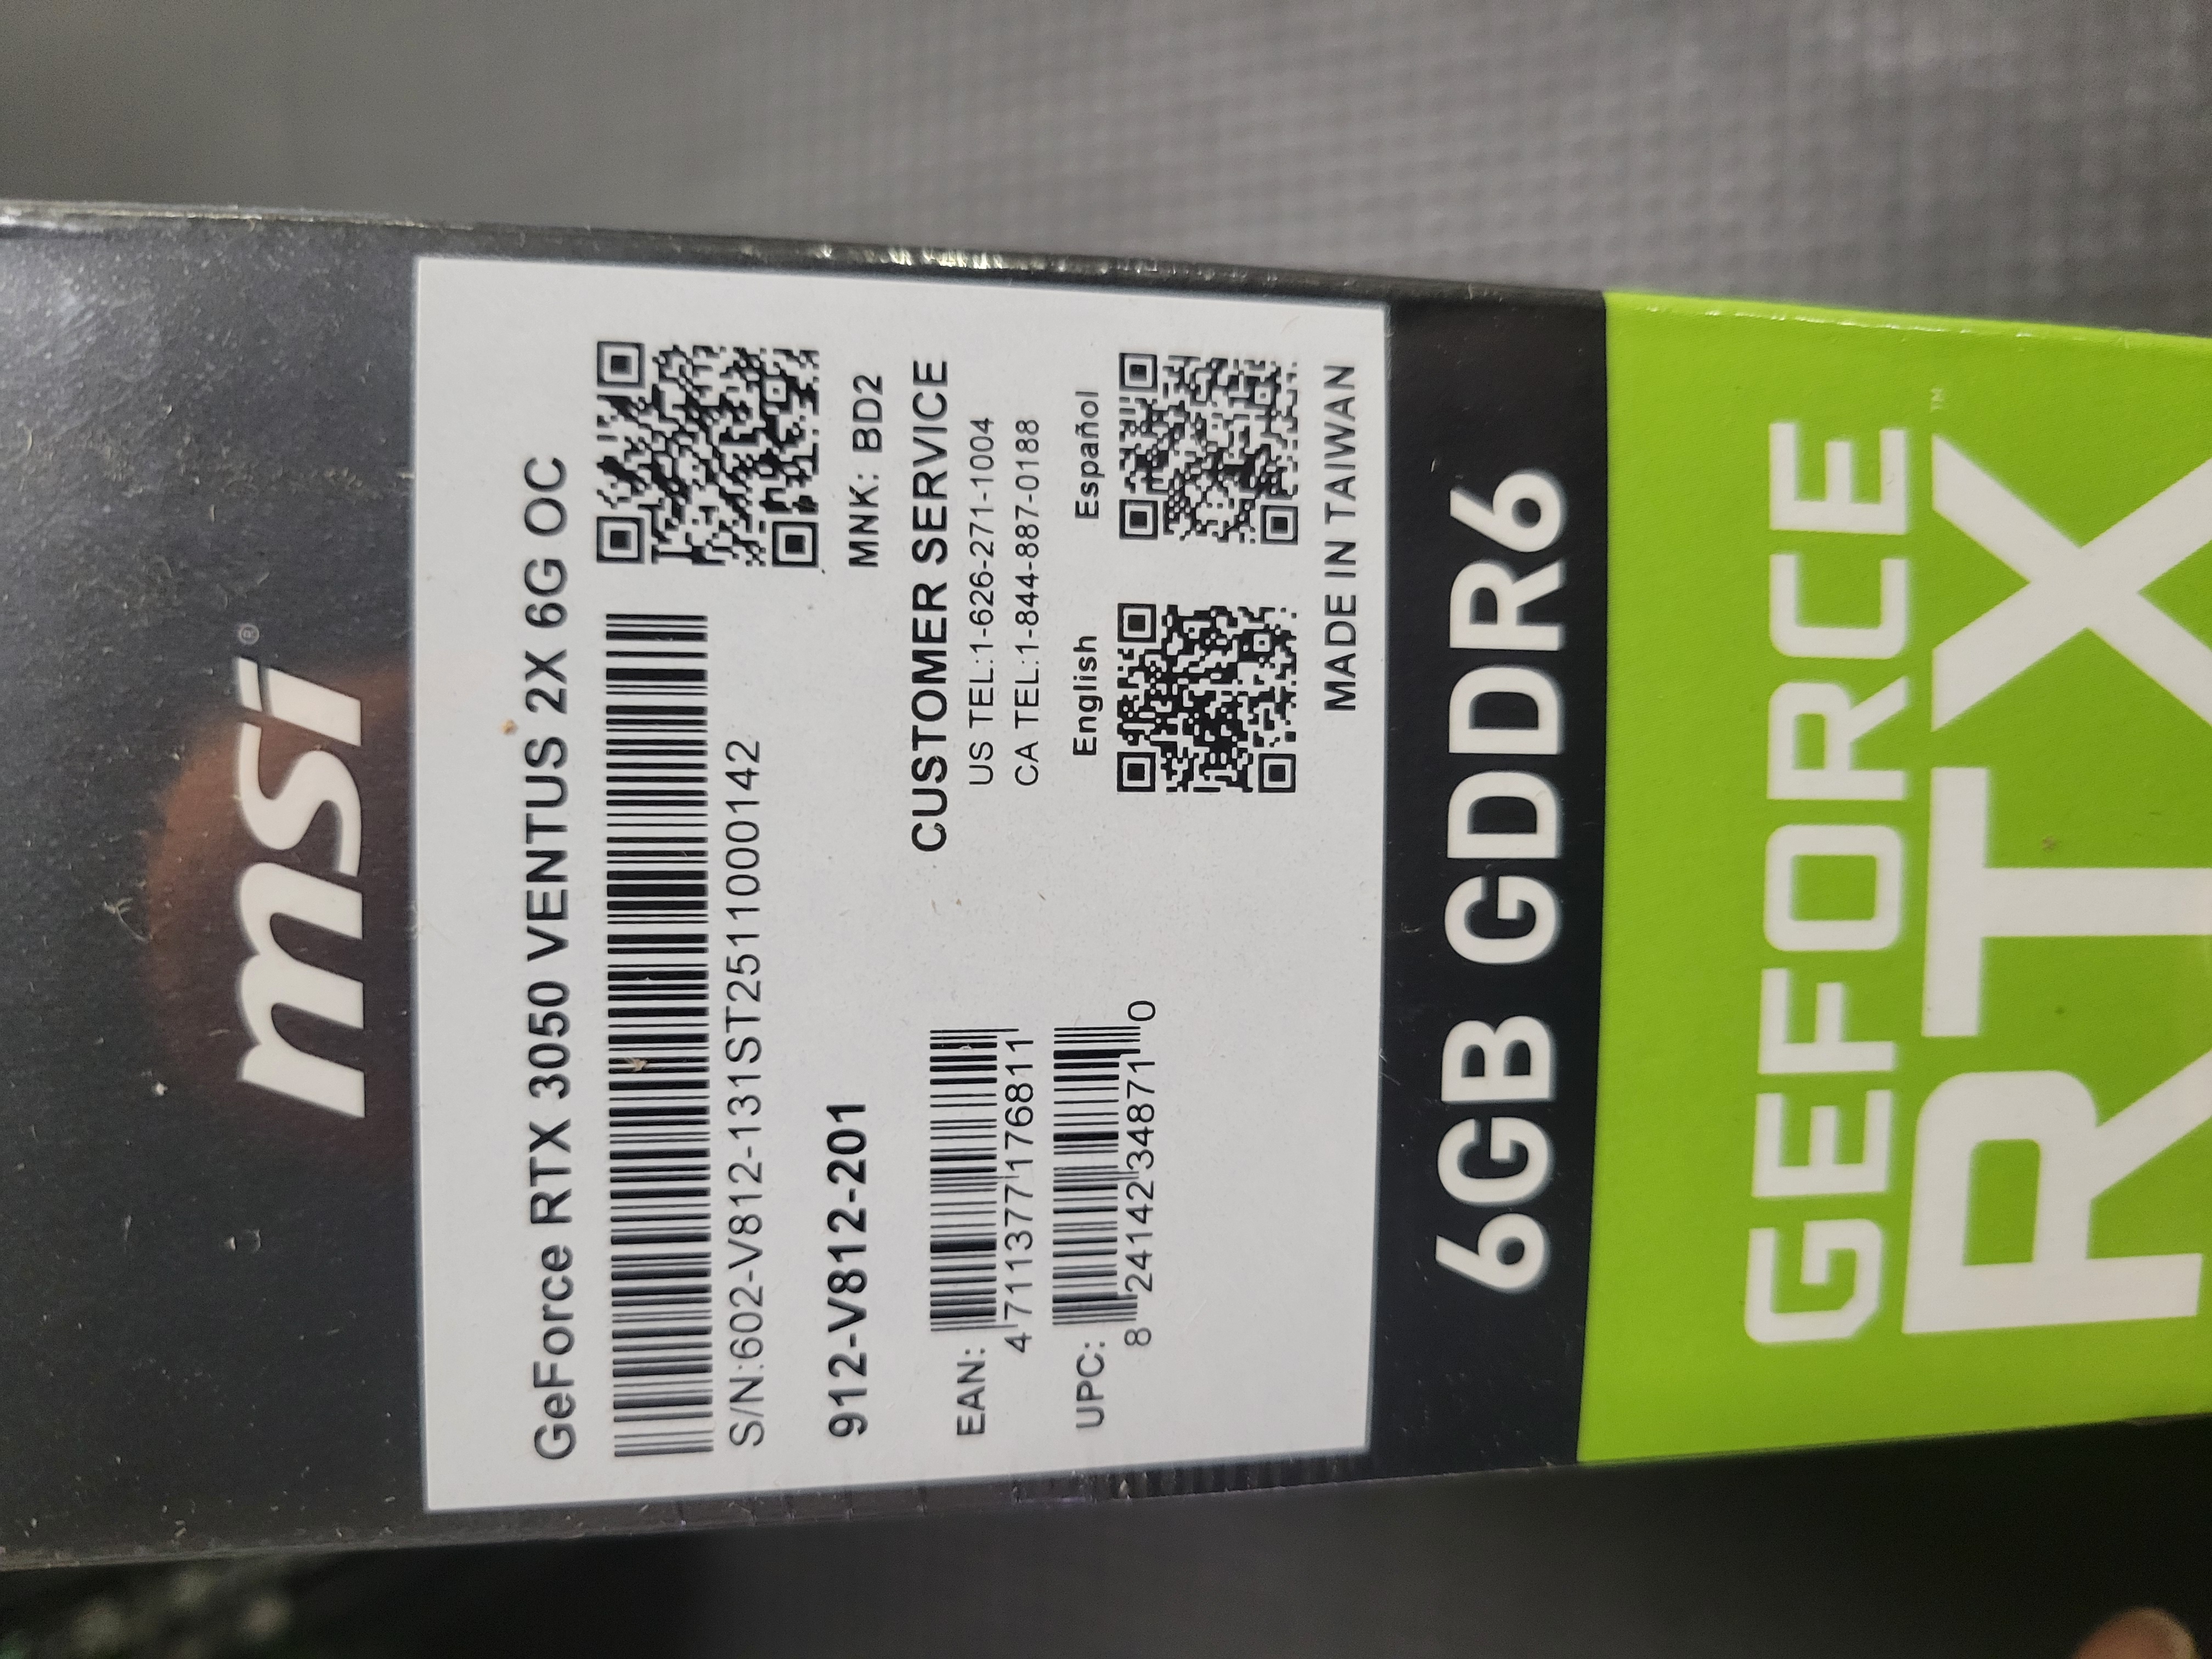 msi®
GeForce RTX 3050 VENTUS 2X 6G OC
S/N:602-V812-131ST2511000142
912-V812-201
MNK: BD2
EAN:
4 711377 176811
UPC:
8 24142 34871 0
CUSTOMER SERVICE
US TEL:1-626-271-1004
CA TEL:1-844-887-0188
English Español
MADE IN TAIWAN
6GB GDDR6
GEFORCE
RTX™